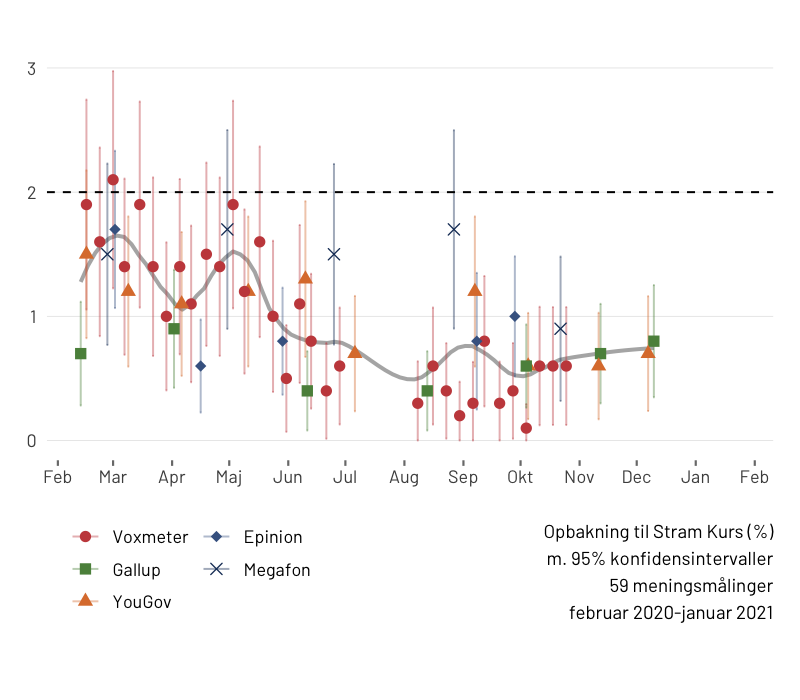 3
2
1
0
Feb Mar Apr Maj Jun Jul Aug Sep Okt Nov Dec Jan Feb
Voxmeter Epinion
Gallup Megafon
YouGov
Opbakning til Stram Kurs (%)
m. 95% konfidensintervaller
59 meningsmålinger
februar 2020-januar 2021